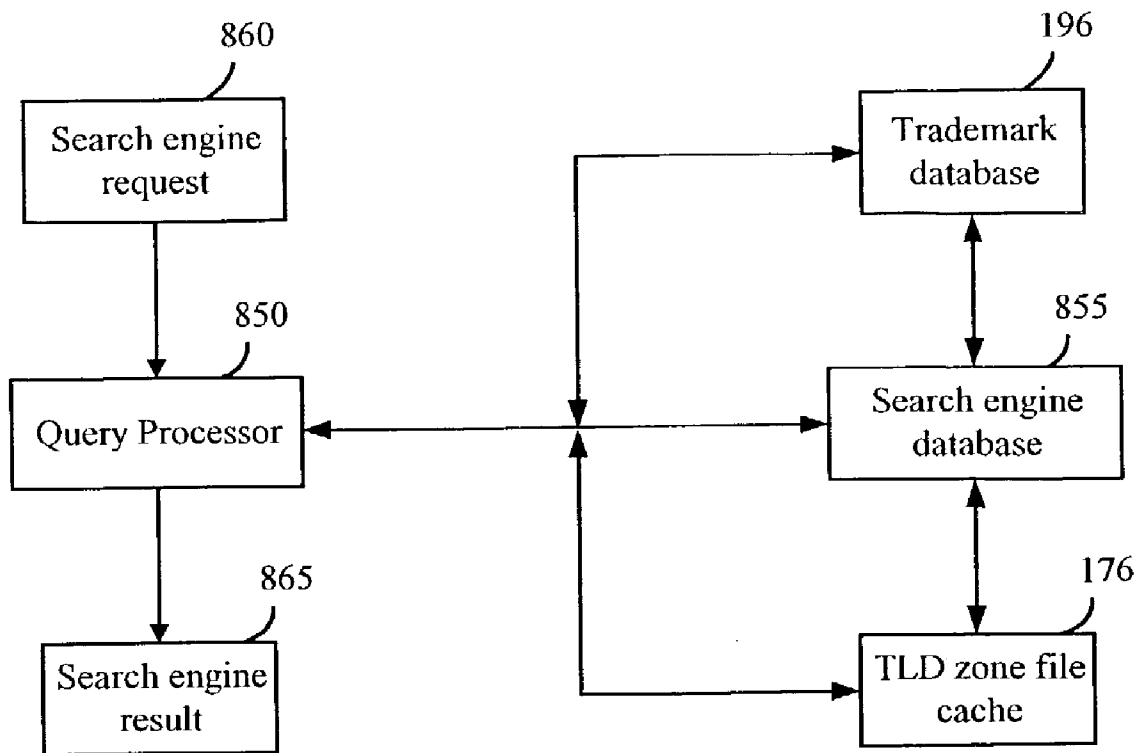 860
Search engine
request
850
Query Processor
865
Search engine
result
196
Trademark
database
855
Search engine
database
176
TLD zone file
cache